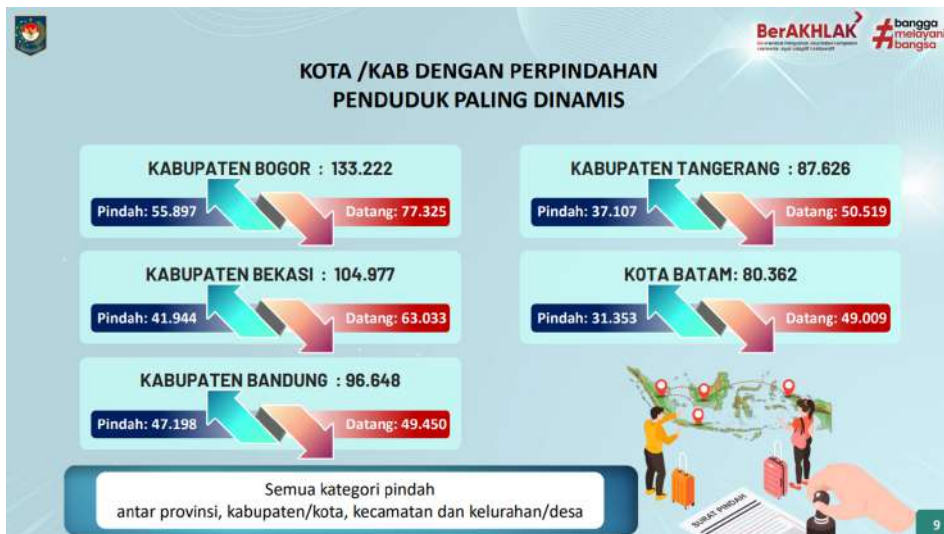 BerAKHLAK
# bangga
melayani
bangsa
KOTA /KAB DENGAN PERPINDAHAN
PENDUDUK PALING DINAMIS
KABUPATEN BOGOR : 133.222
Pindah: 55.897
Datang: 77.325
KABUPATEN BEKASI : 104.977
Pindah: 41.944
Datang: 63.033
KABUPATEN BANDUNG : 96.648
Pindah: 47.198
Datang: 49.450
KABUPATEN TANGERANG : 87.626
Pindah: 37.107
Datang: 50.519
KOTA BATAM: 80.362
Pindah: 31.353
Datang: 49.009
Semua kategori pindah
antar provinsi, kabupaten/kota, kecamatan dan kelurahan/desa
SURAT PINDAH
9